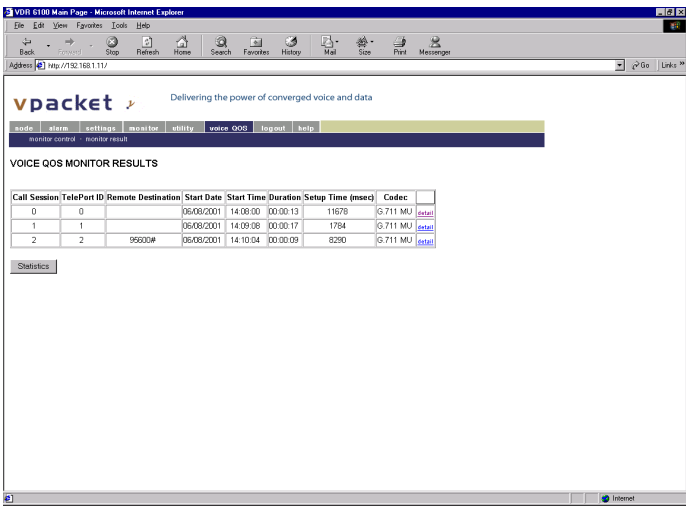 VDR 6100 Main Page - Microsoft Internet Explorer
File Edit View Favorites Tools Help
Back Forward Stop Refresh Home Search Favorites History Mail Size Print Messenger
Address http://192.168.1.11/ Go Links »
vpacket Delivering the power of converged voice and data
node alarm settings monitor utility voice QOS logout help
monitor control - monitor result
VOICE QOS MONITOR RESULTS
Call Session TelePort ID Remote Destination Start Date Start Time Duration Setup Time (msec) Codec
0 0 06/08/2001 14:08:00 00:00:13 11678 G.711 MU detail
1 1 06/08/2001 14:09:08 00:00:17 1784 G.711 MU detail
2 2 95600# 06/08/2001 14:10:04 00:00:09 8290 G.711 MU detail
Statistics
Internet